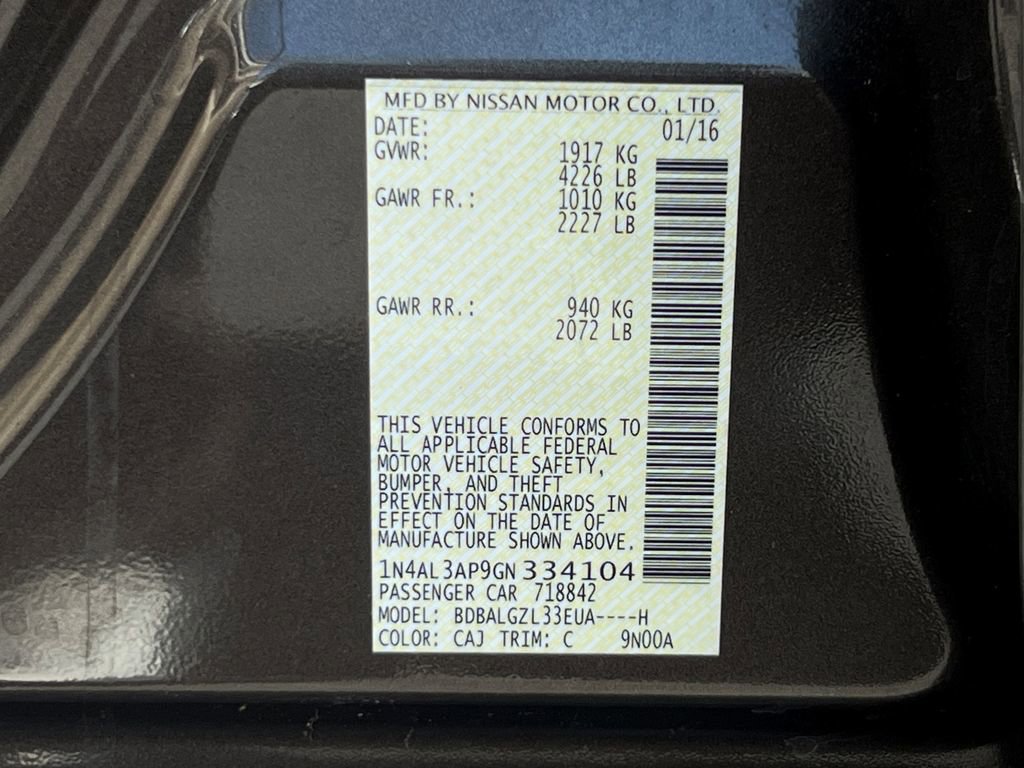 MFD BY NISSAN MOTOR CO., LTD.
DATE: 01/16
GVWR: 1917 KG
4226 LB
GAWR FR.: 1010 KG
2227 LB
GAWR RR.: 940 KG
2072 LB
THIS VEHICLE CONFORMS TO
ALL APPLICABLE FEDERAL
MOTOR VEHICLE SAFETY,
BUMPER, AND THEFT
PREVENTION STANDARDS IN
EFFECT ON THE DATE OF
MANUFACTURE SHOWN ABOVE.
1N4AL3AP9GN334104
PASSENGER CAR 718842
MODEL: BDBALGZL33EUA----H
COLOR: CAJ TRIM: C 9N00A